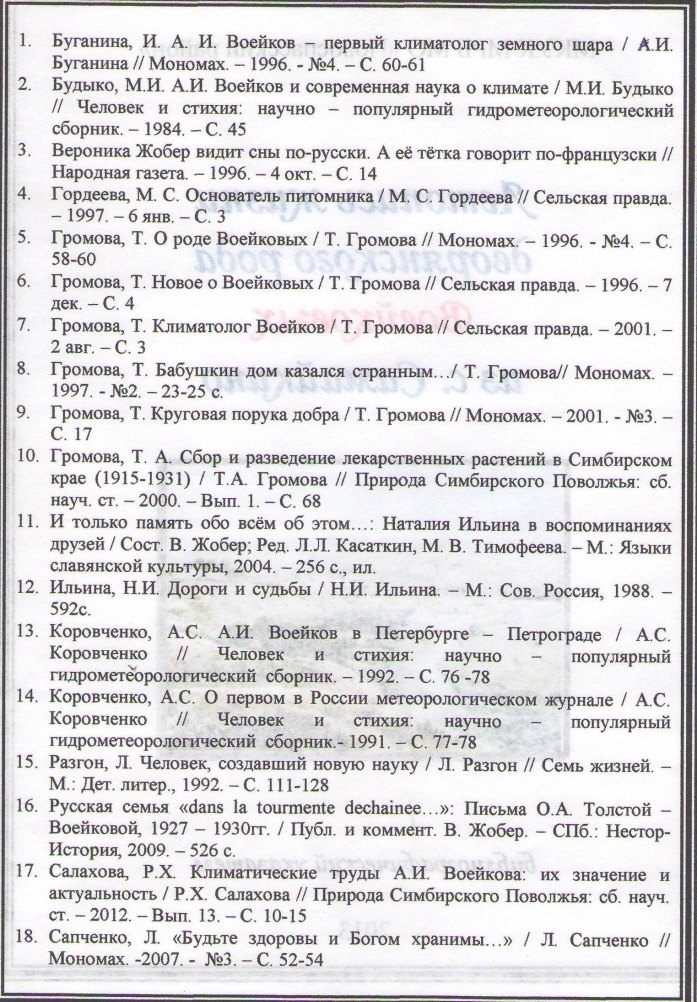 1. Буганина, И. А. И. Воейков – первый климатолог земного шара / А.И.
Буганина // Мономах. – 1996. - №4. – С. 60-61
2. Будыко, М.И. А.И. Воейков и современная наука о климате / М.И. Будыко
// Человек и стихия: научно – популярный гидрометеорологический
сборник. – 1984. – С. 45
3. Вероника Жобер видит сны по-русски. А её тётка говорит по-французски //
Народная газета. – 1996. – 4 окт. – С. 14
4. Гордеева, М. С. Основатель питомника / М. С. Гордеева // Сельская правда.
– 1997. – 6 янв. – С. 3
5. Громова, Т. О роде Воейковых / Т. Громова // Мономах. – 1996. - №4. – С.
58-60
6. Громова, Т. Новое о Воейковых / Т. Громова // Сельская правда. – 1996. – 7
дек. – С. 4
7. Громова, Т. Климатолог Воейков / Т. Громова // Сельская правда. – 2001. –
2 авг. – С. 3
8. Громова, Т. Бабушкин дом казался странным…/ Т. Громова// Мономах. –
1997. - №2. – 23-25 с.
9. Громова, Т. Круговая порука добра / Т. Громова // Мономах. – 2001. - №3. –
С. 17
10. Громова, Т. А. Сбор и разведение лекарственных растений в Симбирском
крае (1915-1931) / Т.А. Громова // Природа Симбирского Поволжья: сб.
науч. ст. – 2000. – Вып. 1. – С. 68
11. И только память обо всём об этом…: Наталия Ильина в воспоминаниях
друзей / Сост. В. Жобер; Ред. Л.Л. Касаткин, М. В. Тимофеева. – М.: Языки
славянской культуры, 2004. – 256 с., ил.
12. Ильина, Н.И. Дороги и судьбы / Н.И. Ильина. – М.: Сов. Россия, 1988. –
592с.
13. Коровченко, А.С. А.И. Воейков в Петербурге – Петрограде / А.С.
Коровченко // Человек и стихия: научно – популярный
гидрометеорологический сборник. – 1992. – С. 76 -78
14. Коровченко, А.С. О первом в России метеорологическом журнале / А.С.
Коровченко // Человек и стихия: научно – популярный
гидрометеорологический сборник.- 1991. – С. 77-78
15. Разгон, Л. Человек, создавший новую науку / Л. Разгон // Семь жизней. –
М.: Дет. литер., 1992. – С. 111-128
16. Русская семья «dans la tourmente dechainee…»: Письма О.А. Толстой –
Воейковой, 1927 – 1930гг. / Публ. и коммент. В. Жобер. – СПб.: Нестор-
История, 2009. – 526 с.
17. Салахова, Р.Х. Климатические труды А.И. Воейкова: их значение и
актуальность / Р.Х. Салахова // Природа Симбирского Поволжья: сб. науч.
ст. – 2012. – Вып. 13. – С. 10-15
18. Сапченко, Л. «Будьте здоровы и Богом хранимы…» / Л. Сапченко //
Мономах. -2007. - №3. – С. 52-54